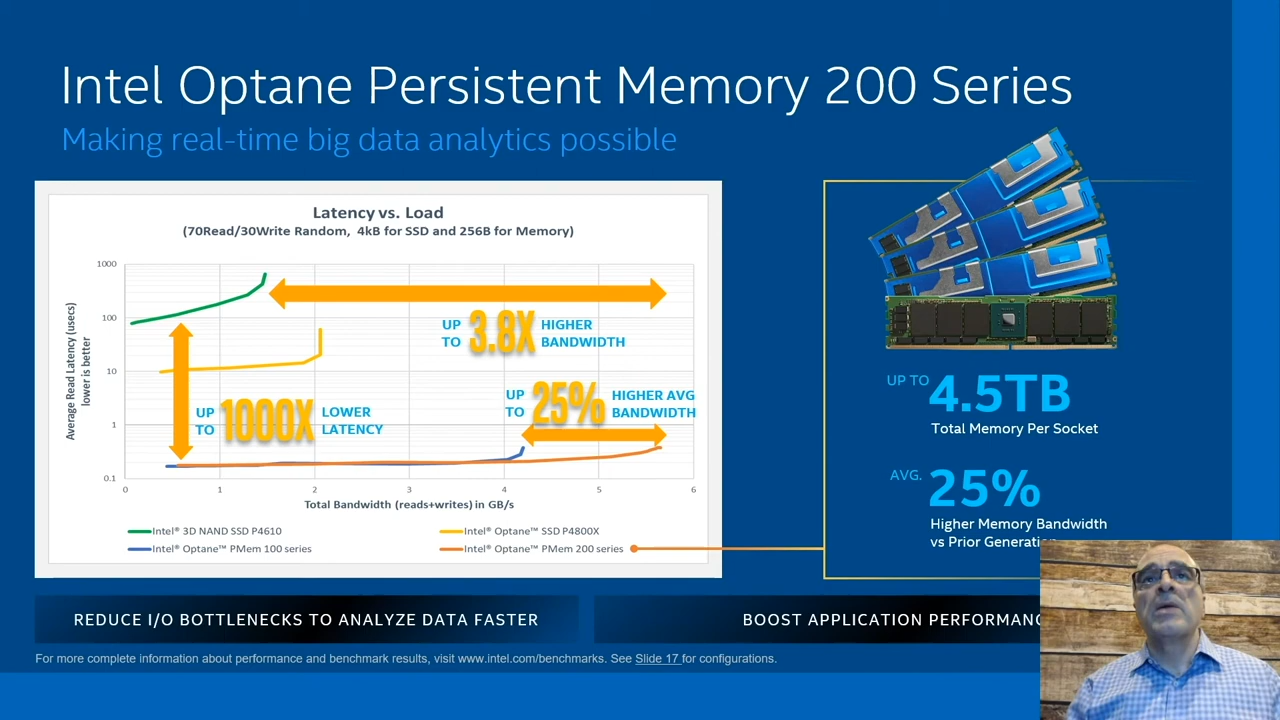 Intel Optane Persistent Memory 200 Series
Making real-time big data analytics possible
Latency vs. Load
(70Read/30Write Random, 4kB for SSD and 256B for Memory)
Average Read Latency (usecs)
lower is better
1000
100
10
1
0.1
0
1
2
3
4
5
6
Total Bandwidth (reads+writes) in GB/s
UP TO 3.8X HIGHER BANDWIDTH
UP TO 25% HIGHER AVG BANDWIDTH
UP TO 1000X LOWER LATENCY
Intel® 3D NAND SSD P4610
Intel® Optane™ SSD P4800X
Intel® Optane™ PMem 100 series
Intel® Optane™ PMem 200 series
UP TO 4.5TB
Total Memory Per Socket
AVG. 25%
Higher Memory Bandwidth
vs Prior Generation
REDUCE I/O BOTTLENECKS TO ANALYZE DATA FASTER
BOOST APPLICATION PERFORMANC
For more complete information about performance and benchmark results, visit www.intel.com/benchmarks. See Slide 17 for configurations.